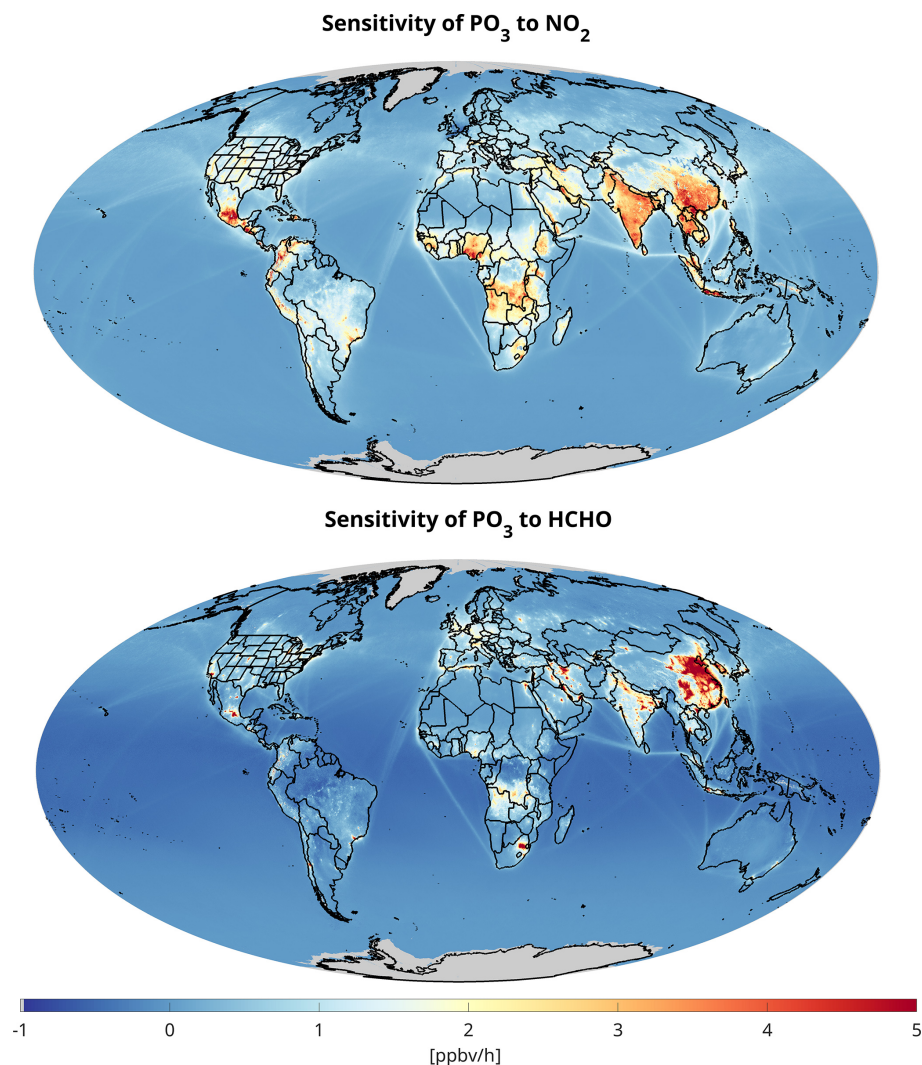 Sensitivity of PO3 to NO2
Sensitivity of PO3 to HCHO
-1 0 1 2 3 4 5
[ppbv/h]